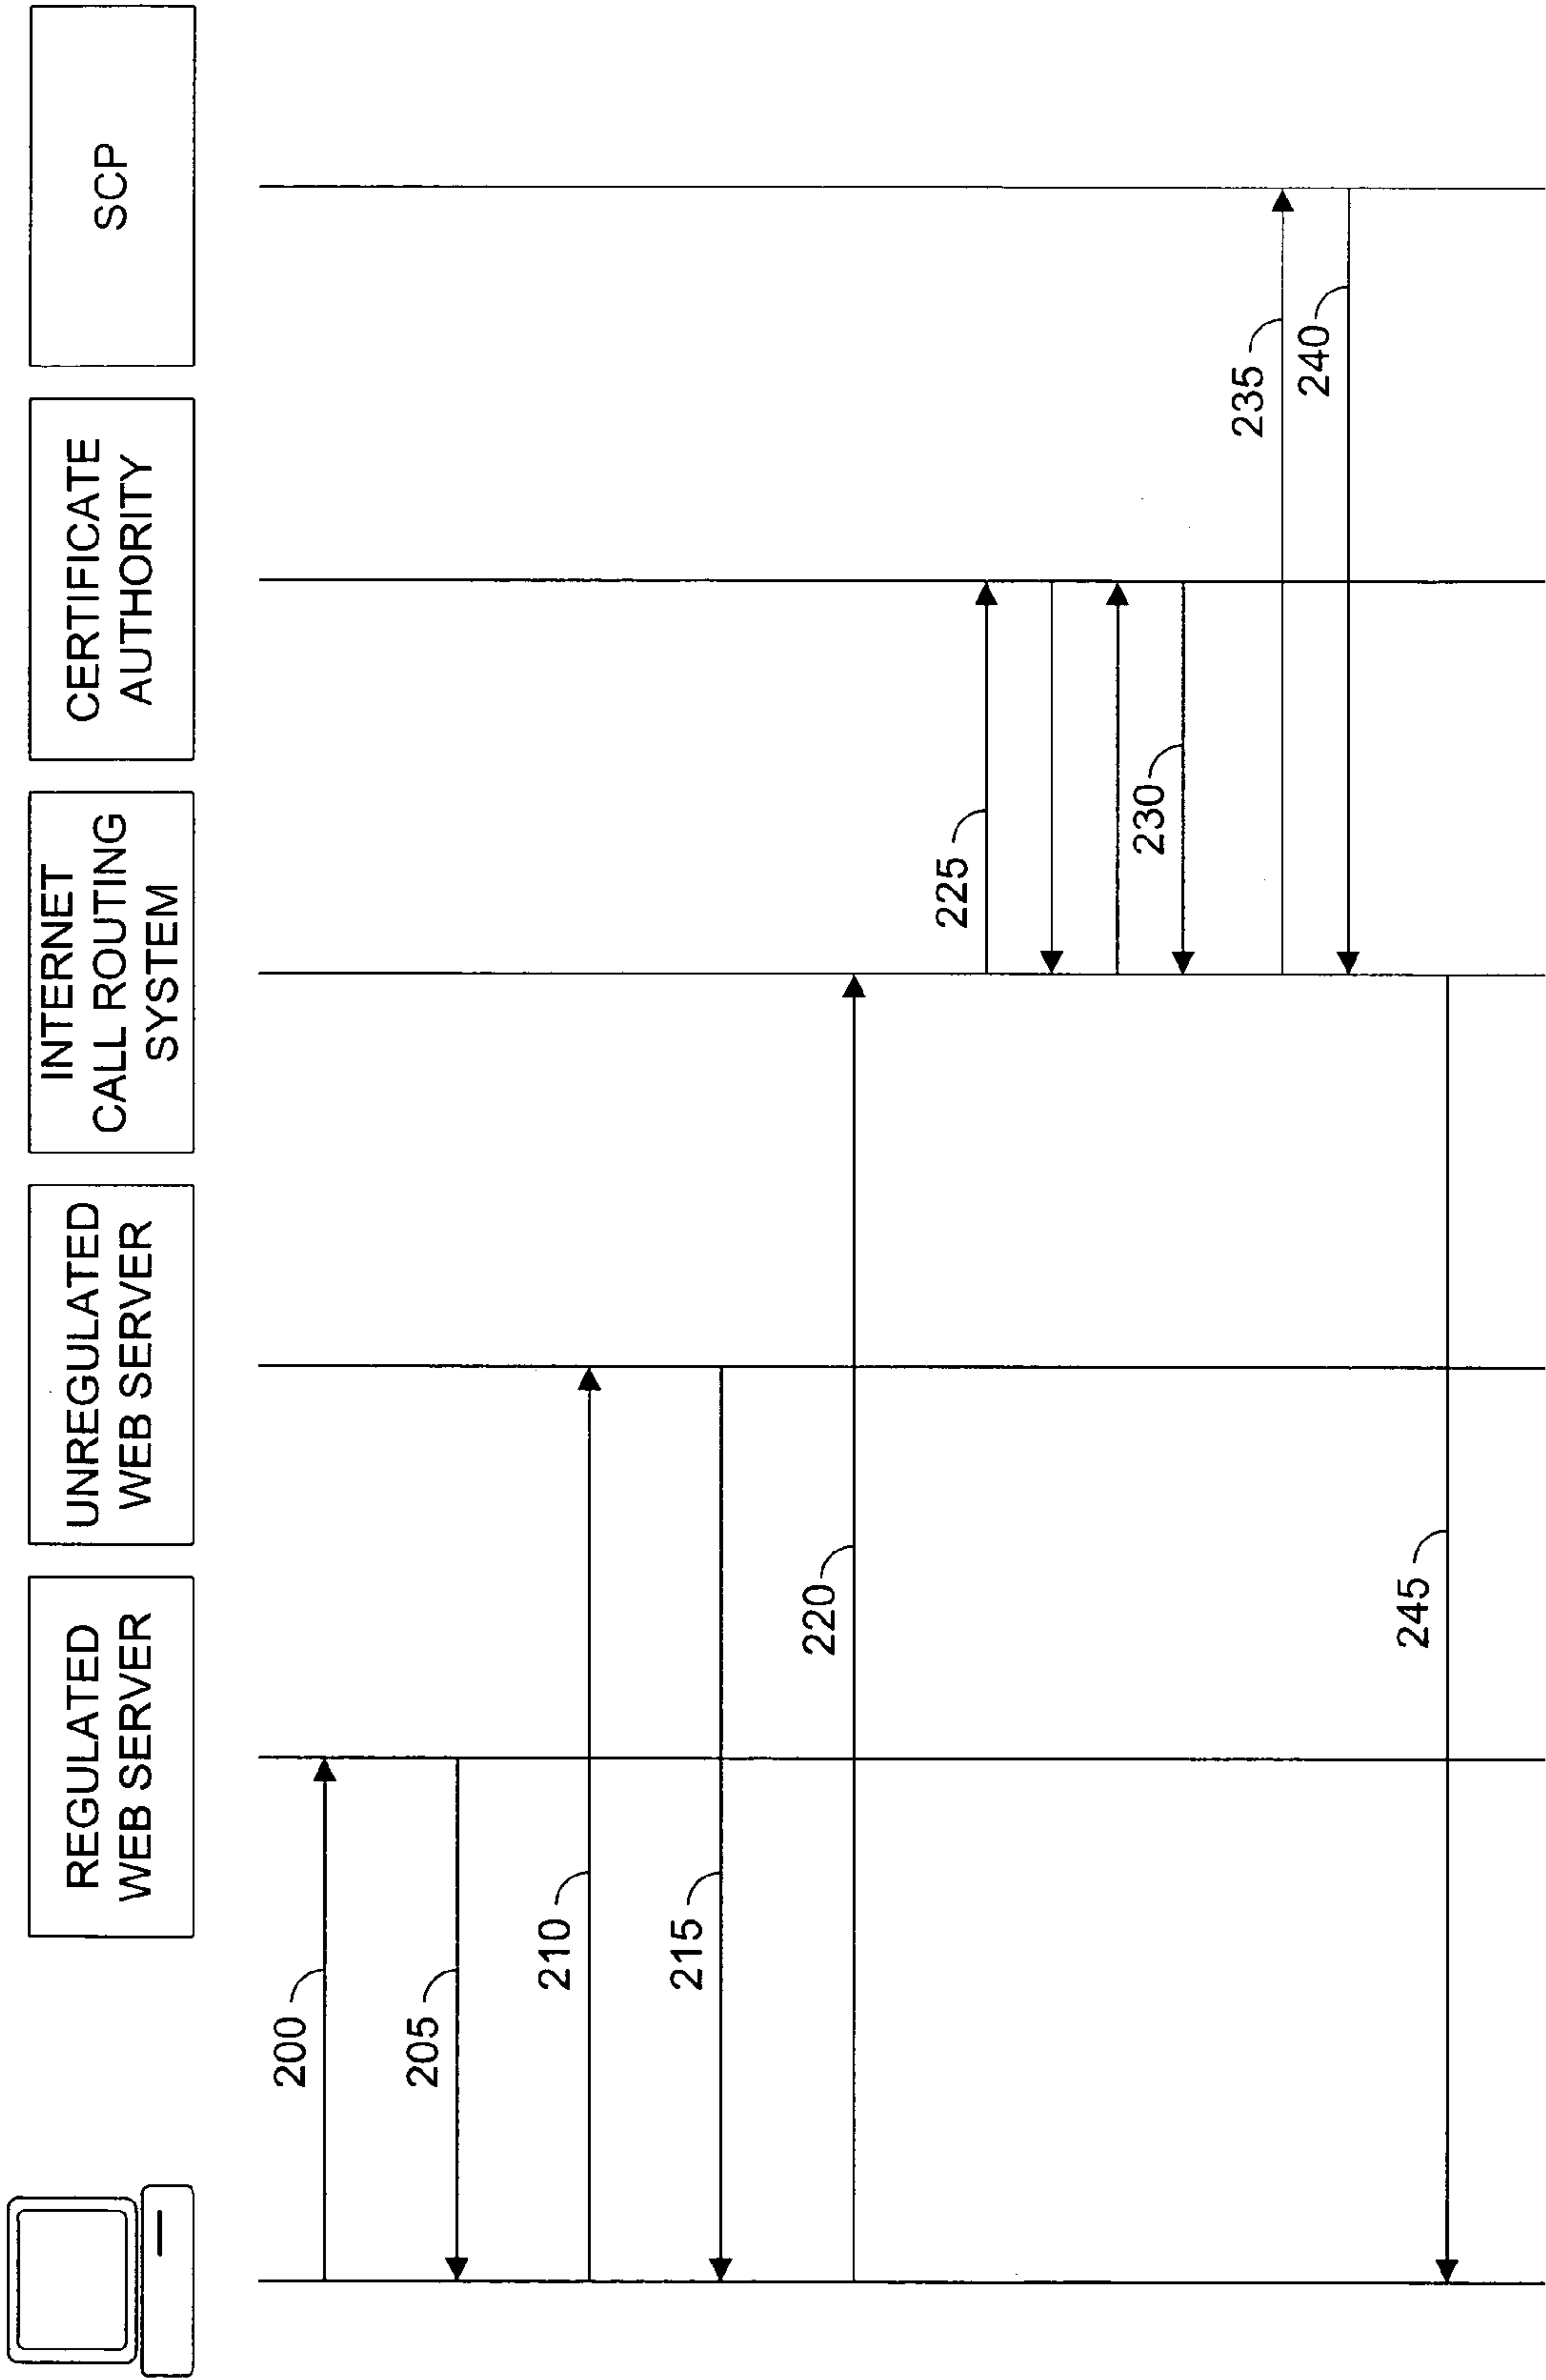 REGULATED
WEB SERVER
UNREGULATED
WEB SERVER
INTERNET
CALL ROUTING
SYSTEM
CERTIFICATE
AUTHORITY
SCP
200
205
210
215
220
225
230
235
240
245